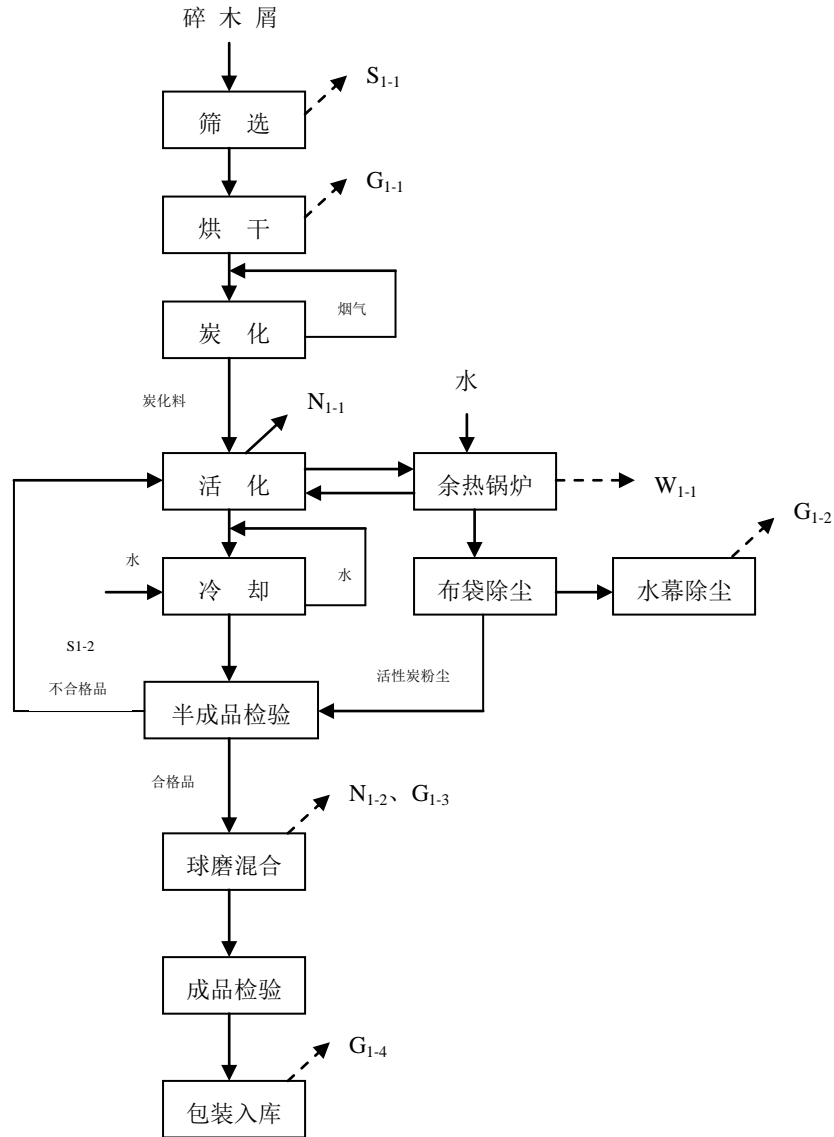 碎 木 屑
S1-1
筛 选
G1-1
烘 干
烟气
炭 化
炭化料
水
N1-1
活 化
余热锅炉
W1-1
G1-2
水
冷 却
水
布袋除尘
水幕除尘
S1-2
不合格品
活性炭粉尘
半成品检验
合格品
N1-2、G1-3
球磨混合
成品检验
G1-4
包装入库